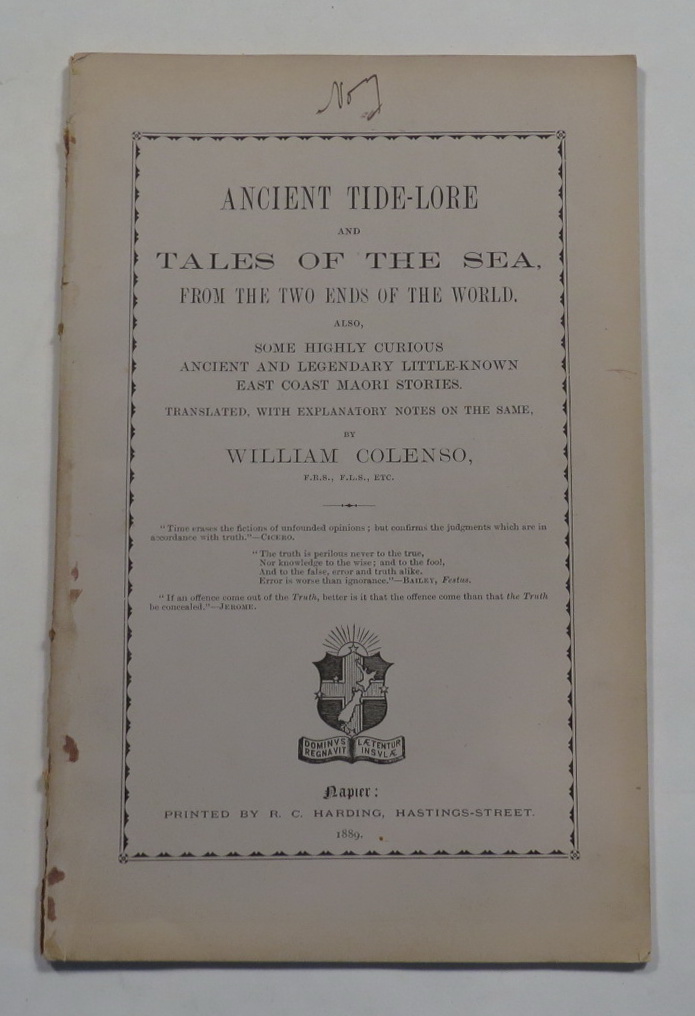 ANCIENT TIDE-LORE
AND
TALES OF THE SEA,
FROM THE TWO ENDS OF THE WORLD.
ALSO,
SOME HIGHLY CURIOUS
ANCIENT AND LEGENDARY LITTLE-KNOWN
EAST COAST MAORI STORIES.
TRANSLATED, WITH EXPLANATORY NOTES ON THE SAME,
BY
WILLIAM COLENSO,
F.R.S., F.L.S., ETC.
"Time erases the fictions of unfounded opinions; but confirms the judgments which are in
accordance with truth."—CICERO.
"The truth is perilous never to the true,
Nor knowledge to the wise; and to the fool,
And to the false, error and truth alike.
Error is worse than ignorance."—BAILEY, Festus.
"If an offence come out of the Truth, better is it that the offence come than that the Truth
be concealed."—JEROME.
DOMINVS LÆTENTVR
REGNAVIT INSVLÆ
Napier:
PRINTED BY R. C. HARDING, HASTINGS-STREET.
1889.